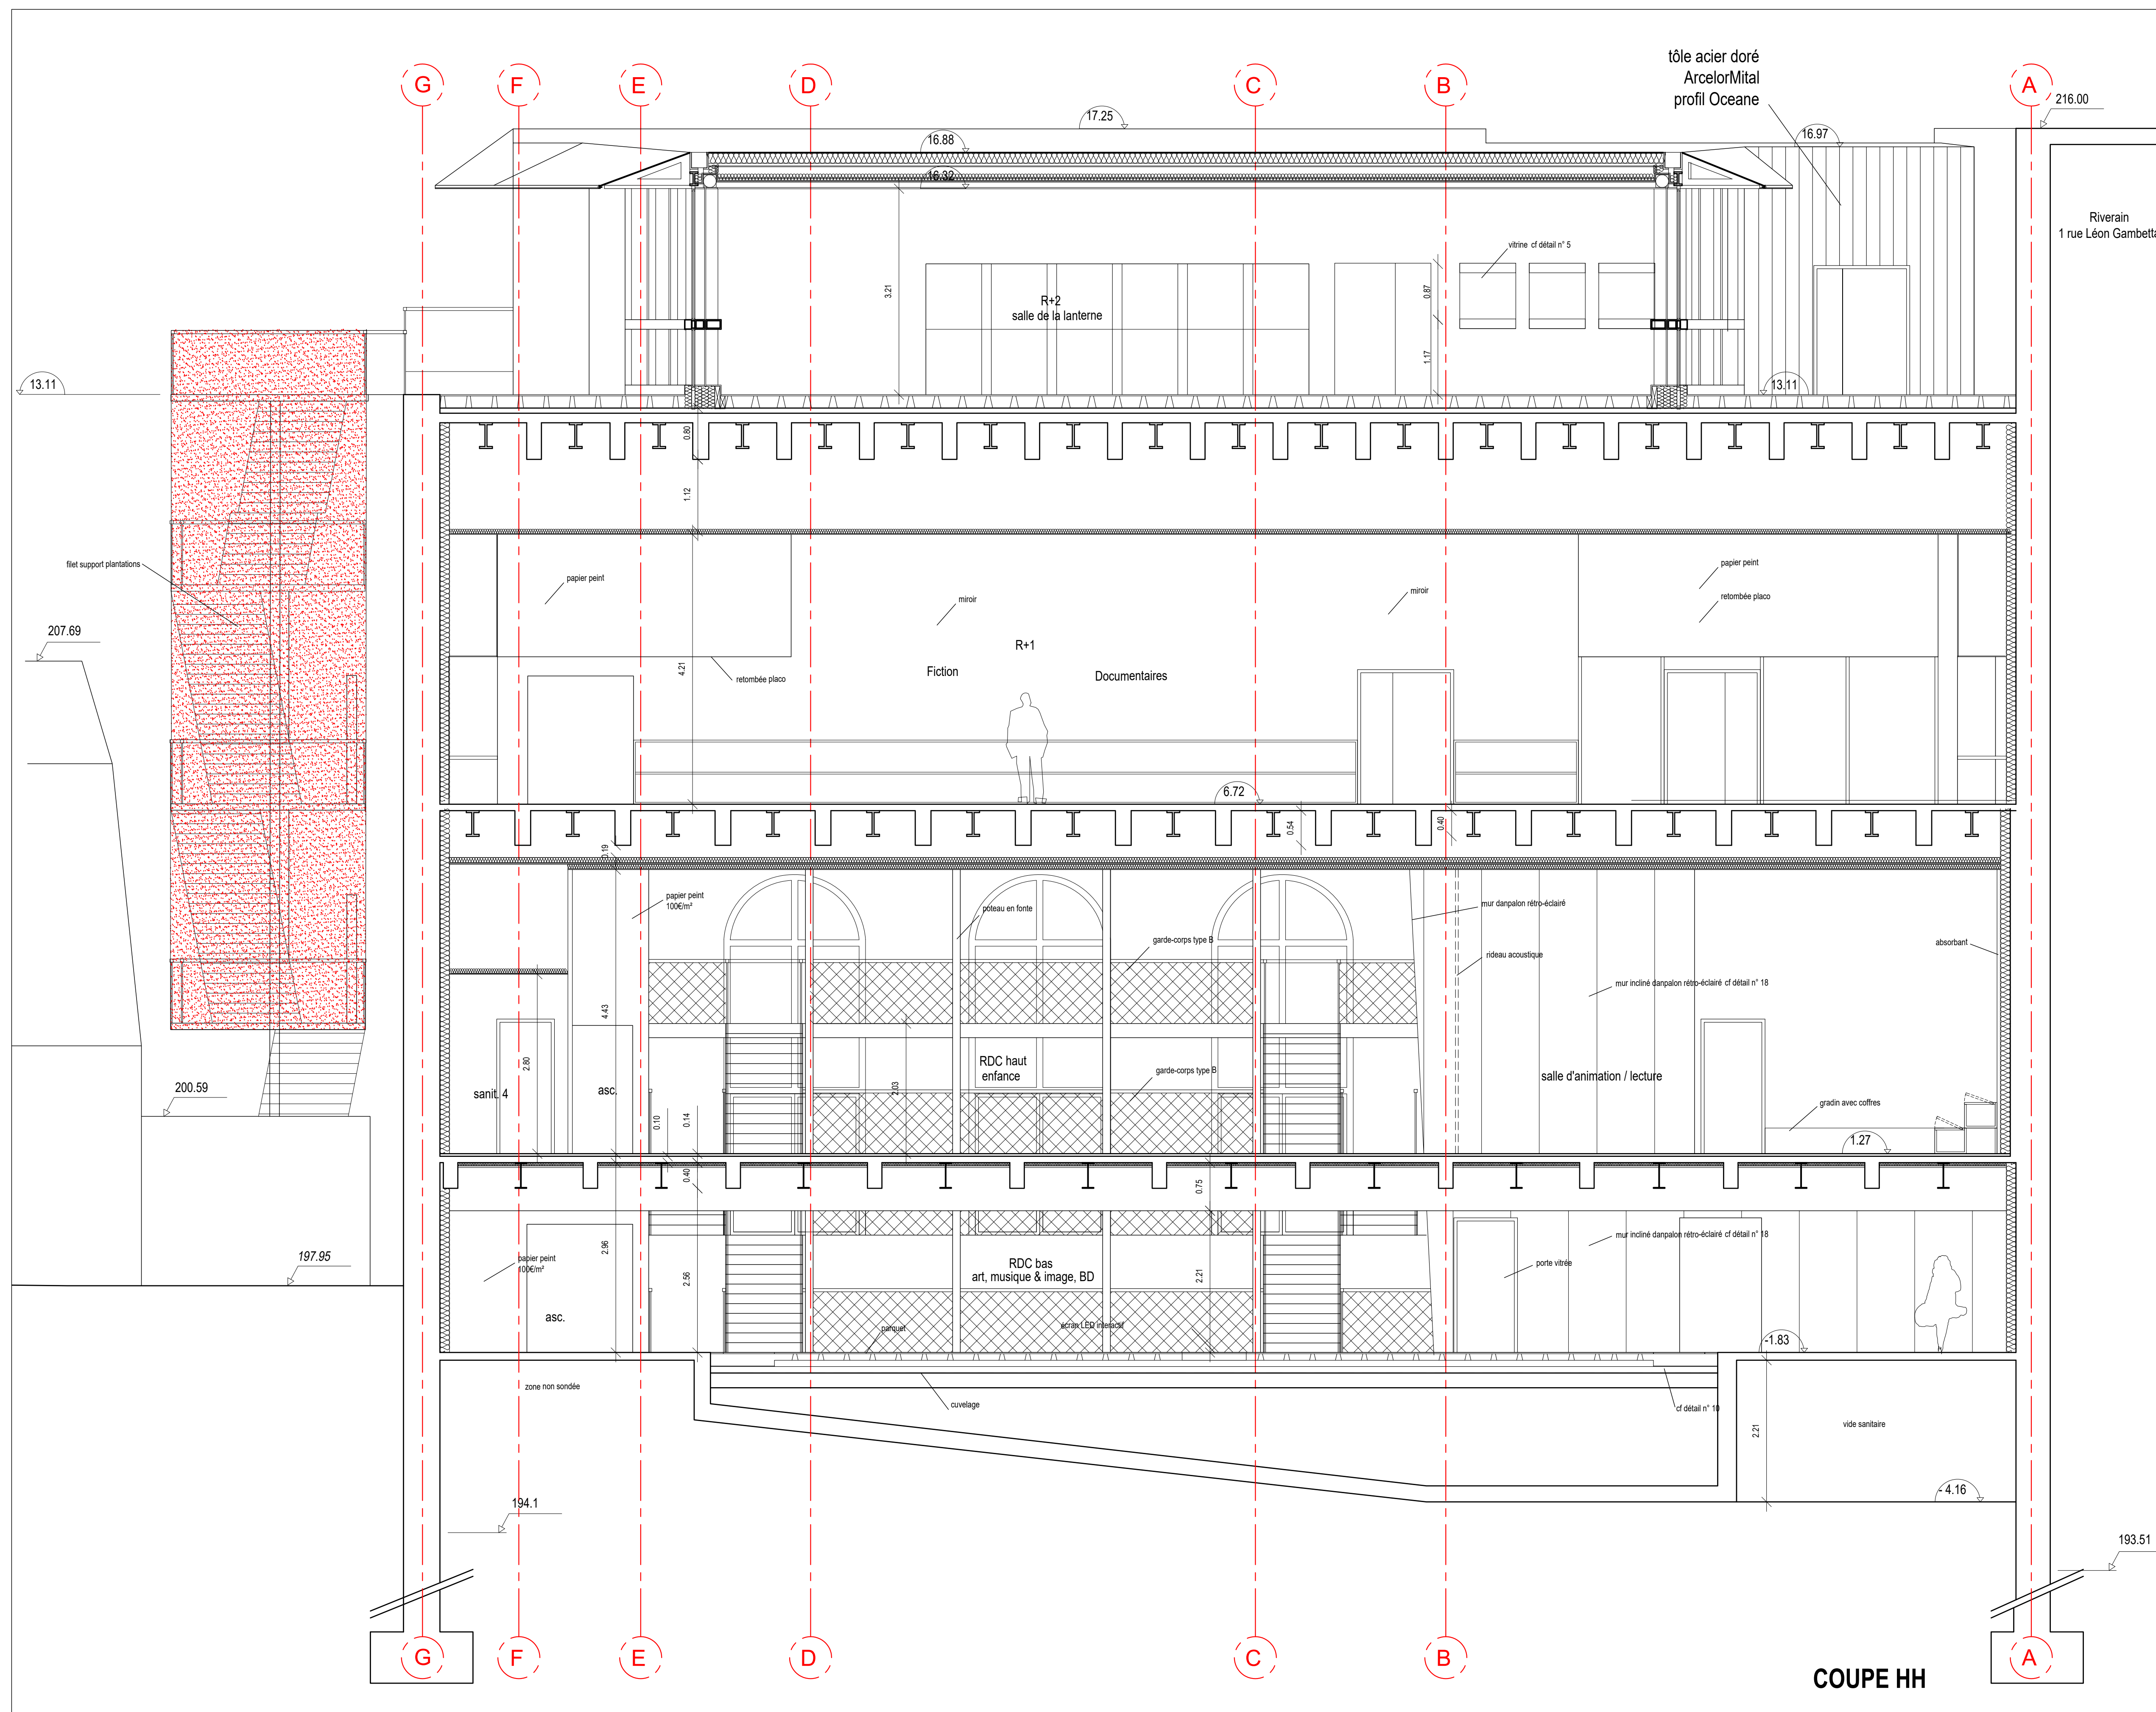 tôle acier doré
ArcelorMital
profil Oceane
G
F
E
D
C
B
A
216.00
17.25
16.88
16.97
16.32
Riverain
1 rue Léon Gambetta
vitrine cf détail n° 5
3.21
0.87
R+2
salle de la lanterne
1.17
13.11
13.11
0.80
1.12
filet support plantations
papier peint
miroir
miroir
papier peint
retombée placo
207.69
R+1
4.21
Fiction
Documentaires
retombée placo
6.72
0.54
0.40
0.19
papier peint
100€/m²
poteau en fonte
mur danpalon rétro-éclairé
garde-corps type B
absorbant
rideau acoustique
mur incliné danpalon rétro-éclairé cf détail n° 18
4.43
2.80
RDC haut
enfance
garde-corps type B
salle d'animation / lecture
200.59
sanit. 4
asc.
2.03
gradin avec coffres
0.10
0.14
1.27
0.40
0.75
2.96
mur incliné danpalon rétro-éclairé cf détail n° 18
197.95
papier peint
100€/m²
RDC bas
art, musique & image, BD
porte vitrée
2.56
2.21
asc.
parquet
écran LED interactif
-1.83
zone non sondée
cuvelage
cf détail n° 10
vide sanitaire
2.21
- 4.16
194.1
193.51
G
F
E
D
C
B
A
COUPE HH